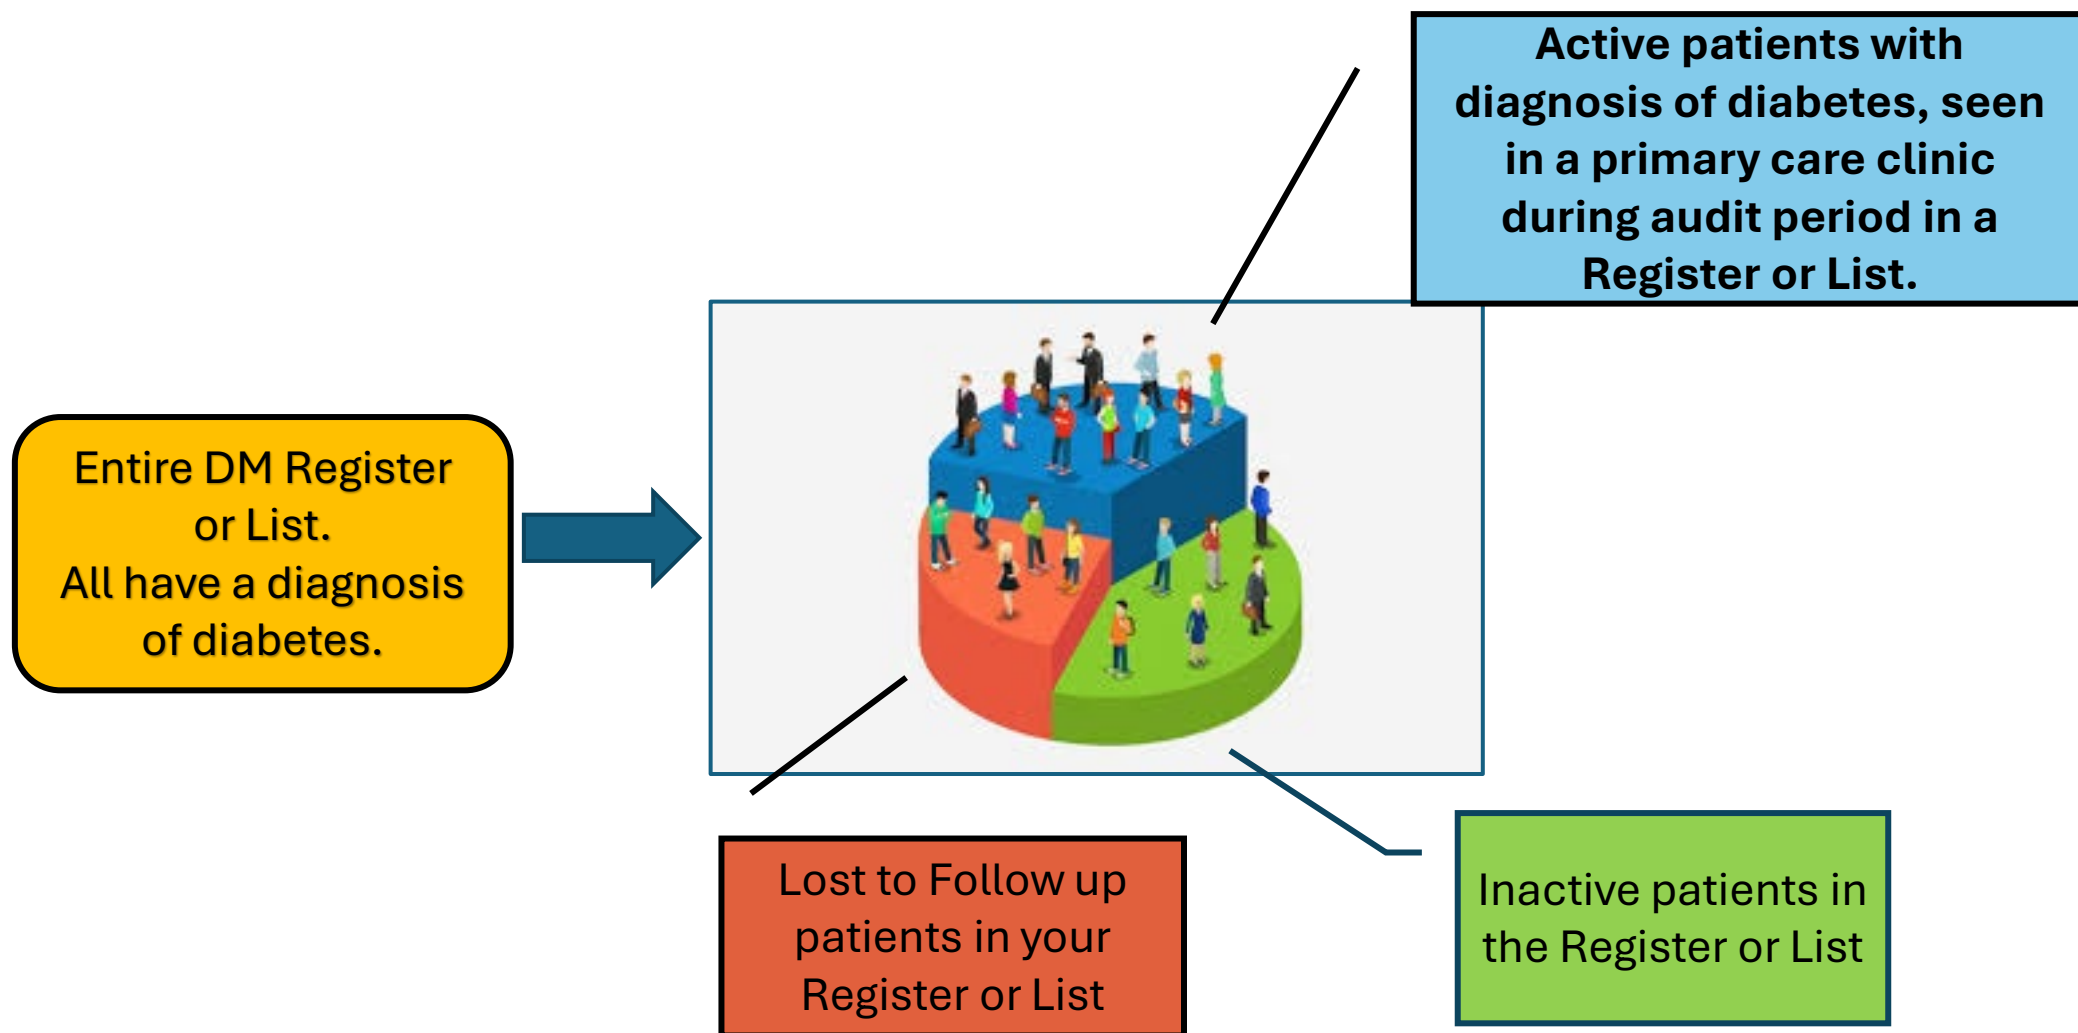 Active patients with
diagnosis of diabetes, seen
in a primary care clinic
during audit period in a
Register or List.
Entire DM Register
or List.
All have a diagnosis
of diabetes.
Lost to Follow up
patients in your
Register or List
Inactive patients in
the Register or List